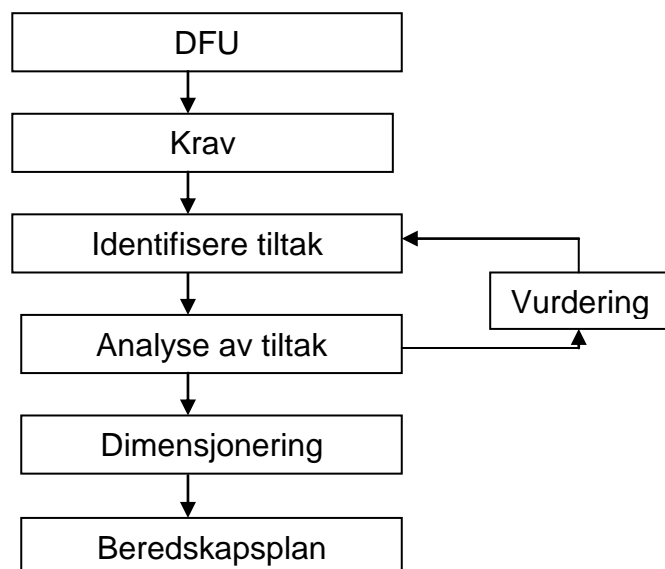 DFU
Krav
Identifisere tiltak
Vurdering
Analyse av tiltak
Dimensjonering
Beredskapsplan